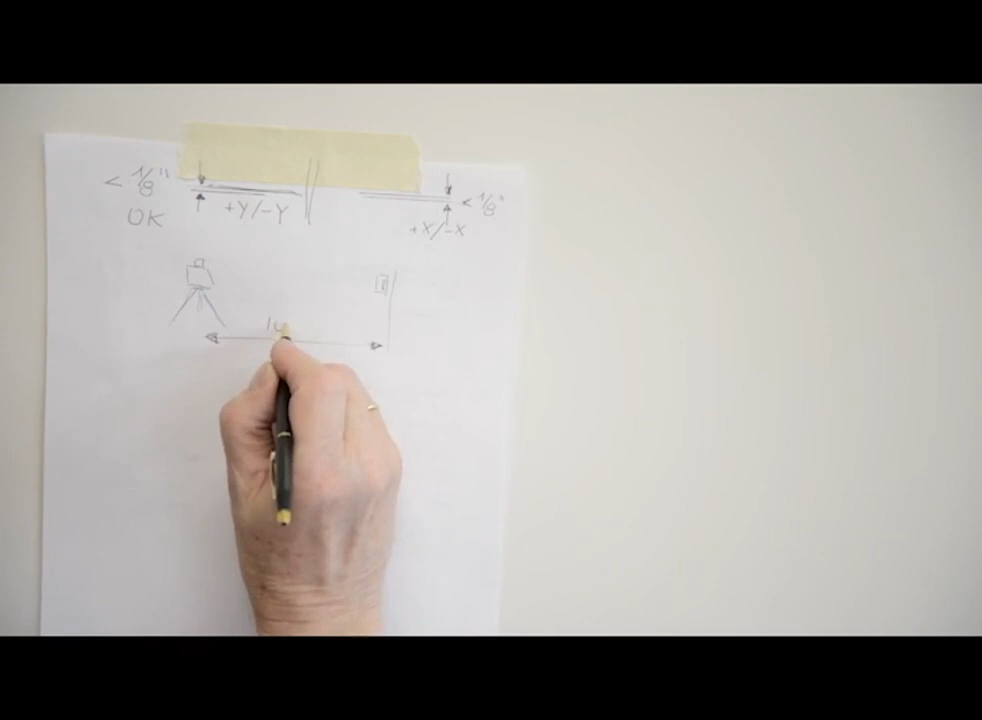 < 1/8"
OK
+Y/-Y
< 1/8"
+X/-X